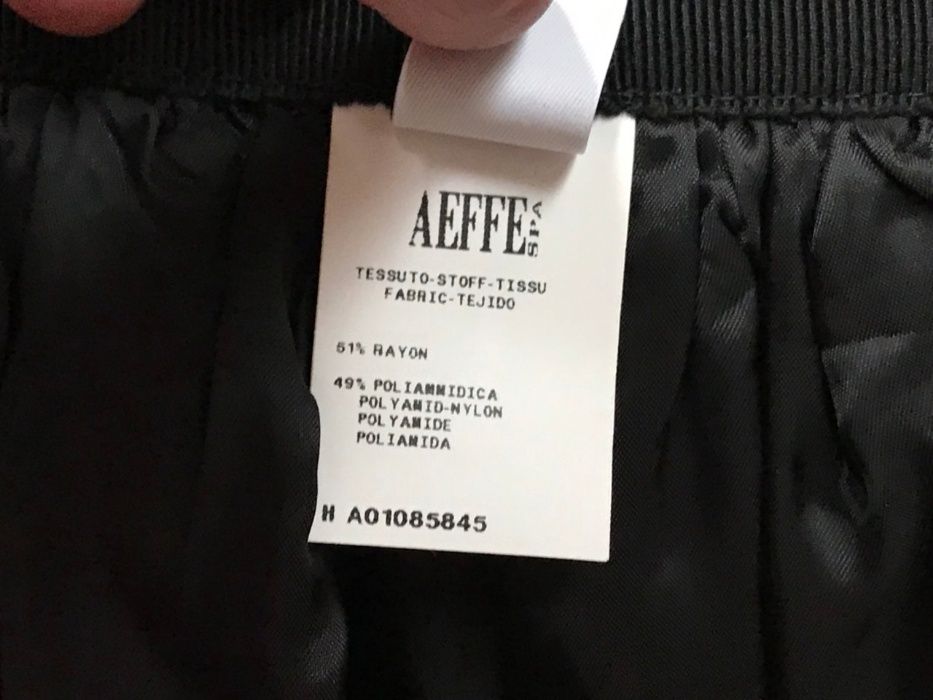 AEFFE SPA
TESSUTO-STOFF-TISSU
FABRIC-TEJIDO
51% RAYON
49% POLIAMMIDICA
POLYAMID-NYLON
POLYAMIDE
POLIAMIDA
H A01085845